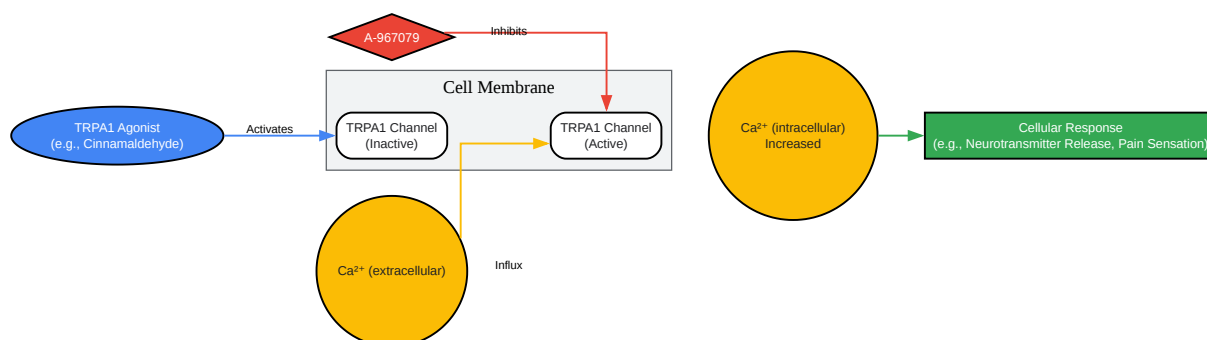 A-967079
Inhibits
Cell Membrane
TRPA1 Agonist
(e.g., Cinnamaldehyde)
Activates
TRPA1 Channel
(Inactive)
TRPA1 Channel
(Active)
Ca²⁺ (intracellular)
Increased
Cellular Response
(e.g., Neurotransmitter Release, Pain Sensation)
Ca²⁺ (extracellular)
Influx